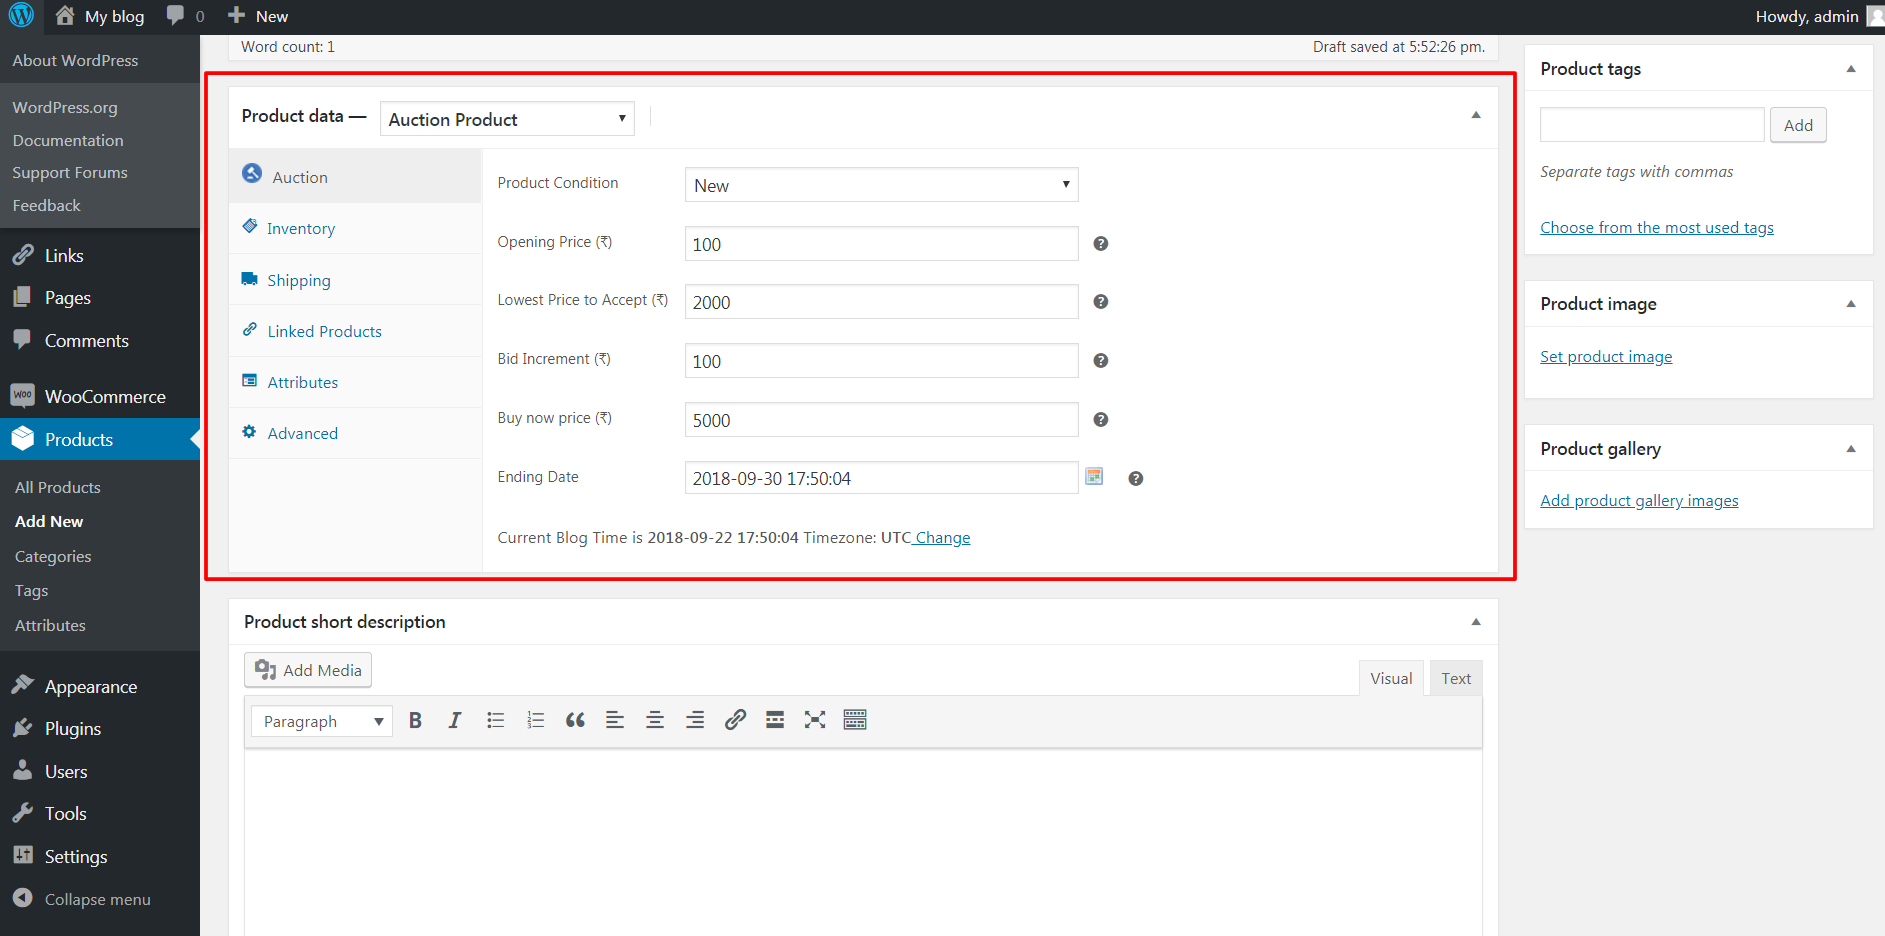 My blog 0 New Howdy, admin
About WordPress
WordPress.org
Documentation
Support Forums
Feedback
Links
Pages
Comments
WooCommerce
Products
All Products
Add New
Categories
Tags
Attributes
Appearance
Plugins
Users
Tools
Settings
Collapse menu
Word count: 1 Draft saved at 5:52:26 pm.
Product data — Auction Product
Auction
Inventory
Shipping
Linked Products
Attributes
Advanced
Product Condition New
Opening Price (₹) 100
Lowest Price to Accept (₹) 2000
Bid Increment (₹) 100
Buy now price (₹) 5000
Ending Date 2018-09-30 17:50:04
Current Blog Time is 2018-09-22 17:50:04 Timezone: UTC Change
Product short description
Add Media
Visual Text
Paragraph
Product tags
Add
Separate tags with commas
Choose from the most used tags
Product image
Set product image
Product gallery
Add product gallery images